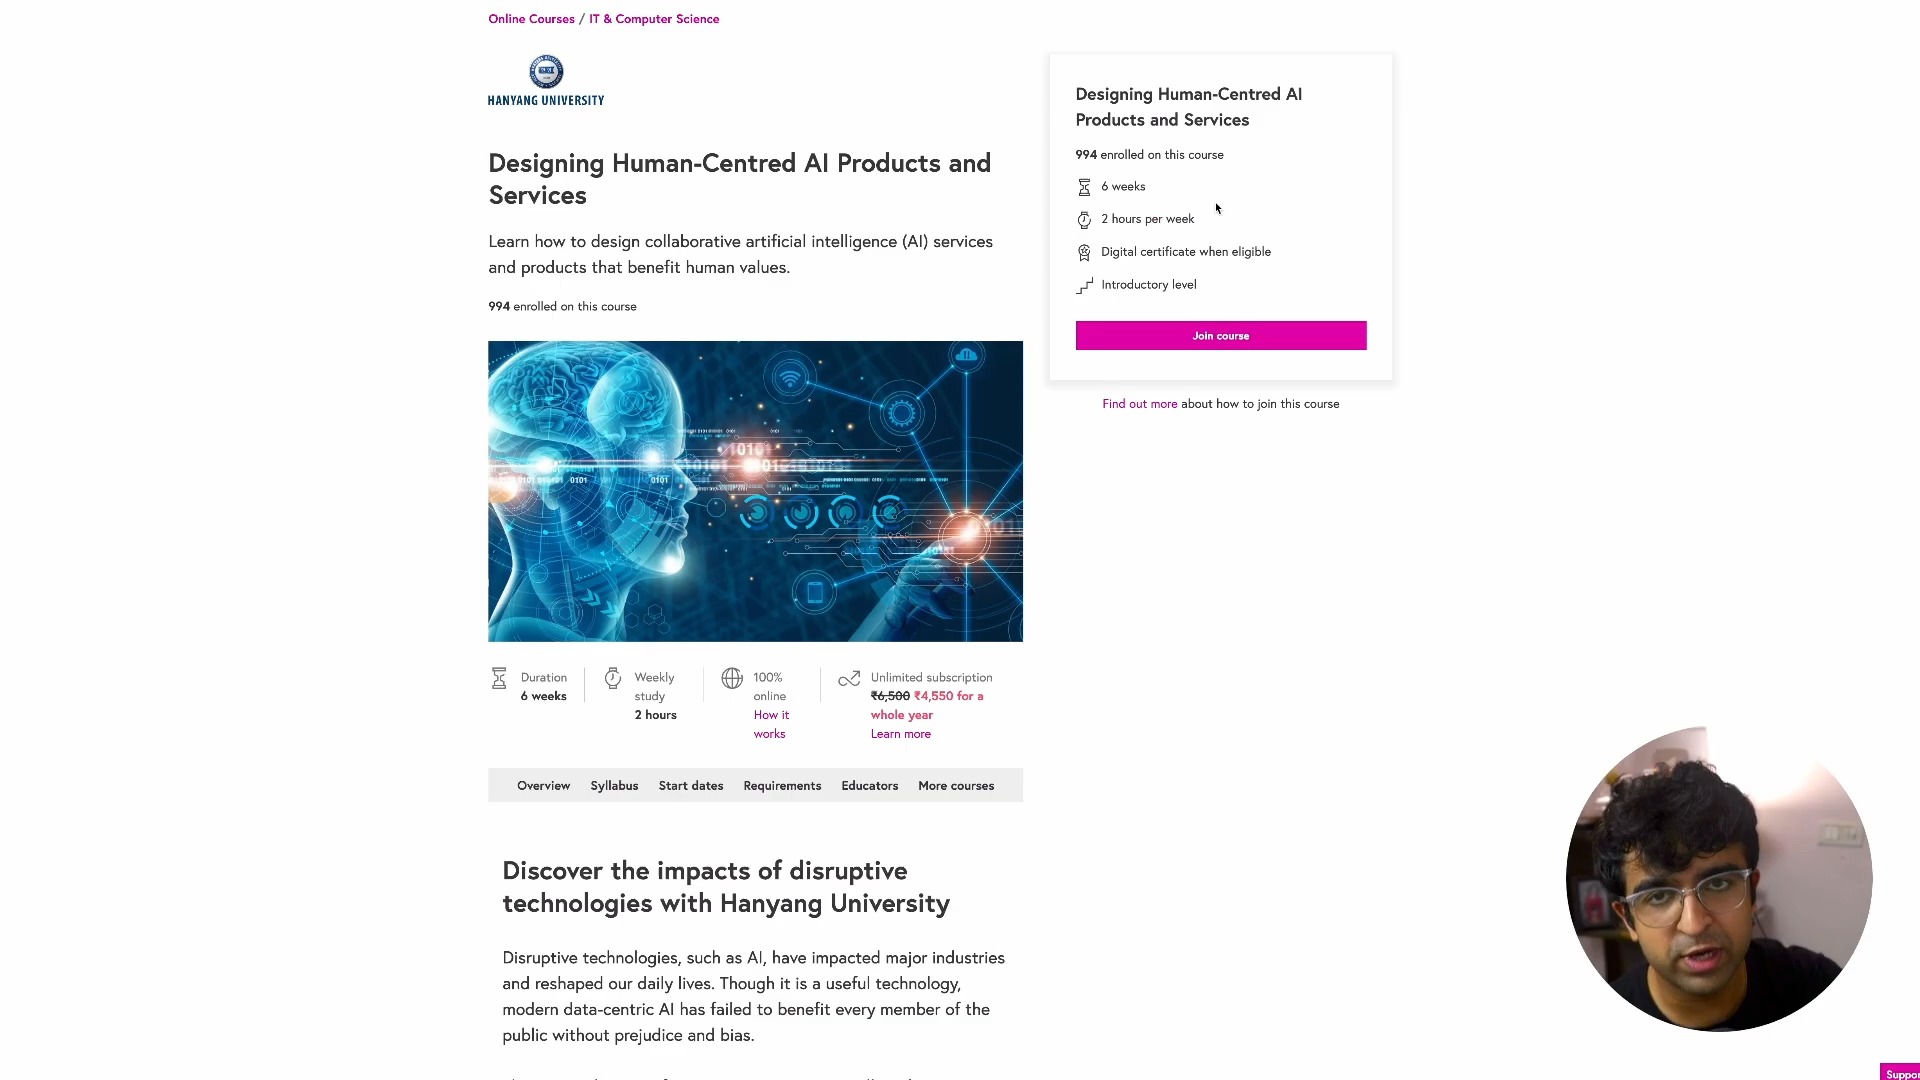 Online Courses / IT & Computer Science
HANYANG UNIVERSITY
Designing Human-Centred AI Products and
Services
Learn how to design collaborative artificial intelligence (AI) services
and products that benefit human values.
994 enrolled on this course
Designing Human-Centred AI
Products and Services
994 enrolled on this course
6 weeks
2 hours per week
Digital certificate when eligible
Introductory level
Join course
Find out more about how to join this course
Duration
6 weeks
Weekly
study
2 hours
100%
online
How it
works
Unlimited subscription
₹6,500 ₹4,550 for a
whole year
Learn more
Overview
Syllabus
Start dates
Requirements
Educators
More courses
Discover the impacts of disruptive
technologies with Hanyang University
Disruptive technologies, such as AI, have impacted major industries
and reshaped our daily lives. Though it is a useful technology,
modern data-centric AI has failed to benefit every member of the
public without prejudice and bias.
Suppor